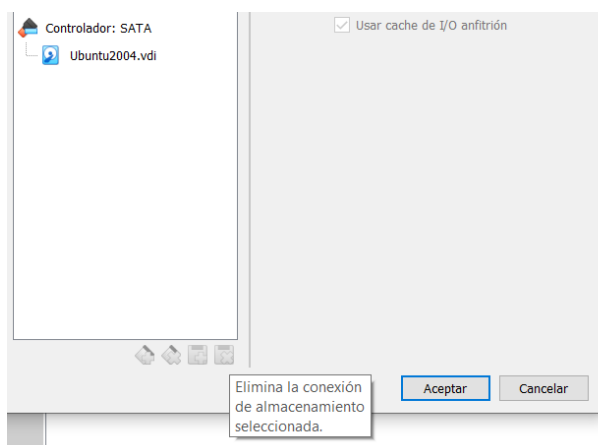 Controlador: SATA
Usar cache de I/O anfitrión
Ubuntu2004.vdi
Elimina la conexión
de almacenamiento
seleccionada.
Aceptar
Cancelar